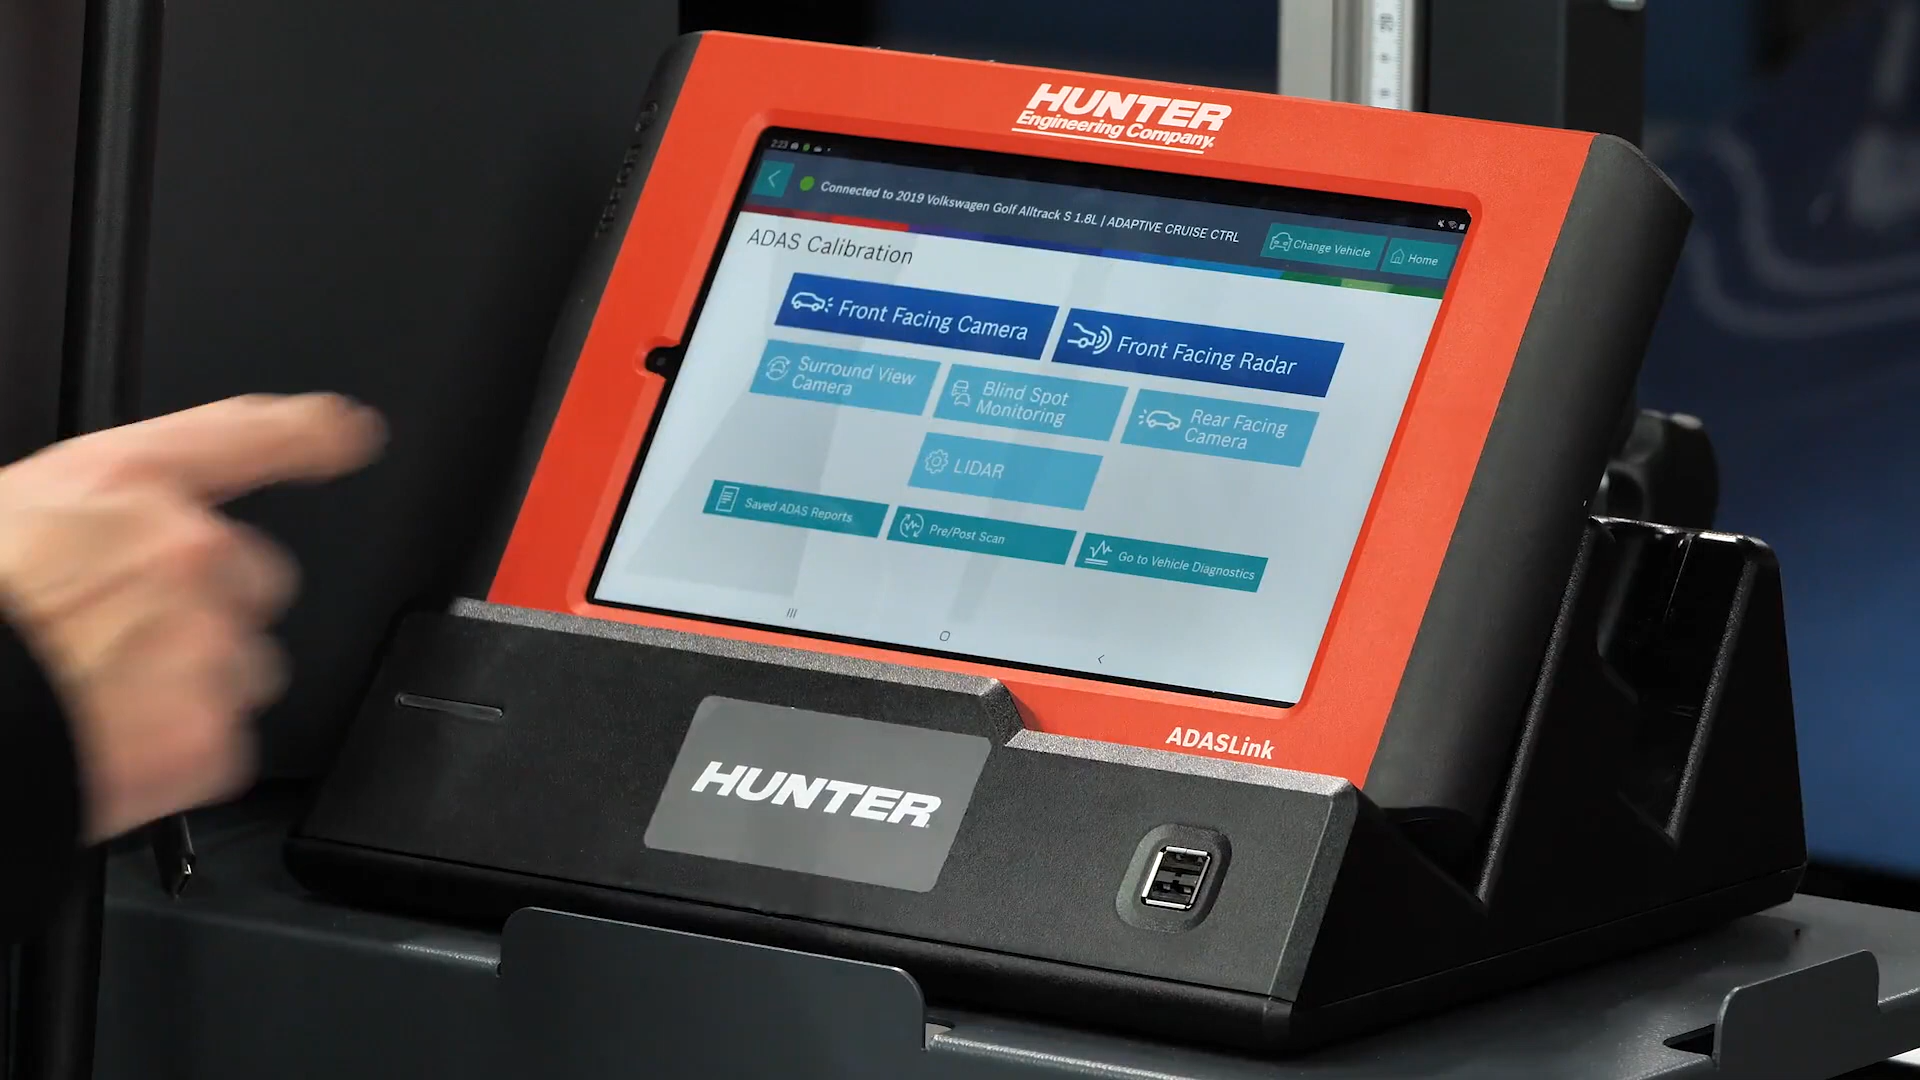 HUNTER
Engineering Company.
2:23
Connected to 2019 Volkswagen Golf Alltrack S 1.8L | ADAPTIVE CRUISE CTRL
Change Vehicle
Home
ADAS Calibration
Front Facing Camera
Front Facing Radar
Surround View
Camera
Blind Spot
Monitoring
Rear Facing
Camera
LIDAR
Saved ADAS Reports
Pre/Post Scan
Go to Vehicle Diagnostics
ADASLink
HUNTER